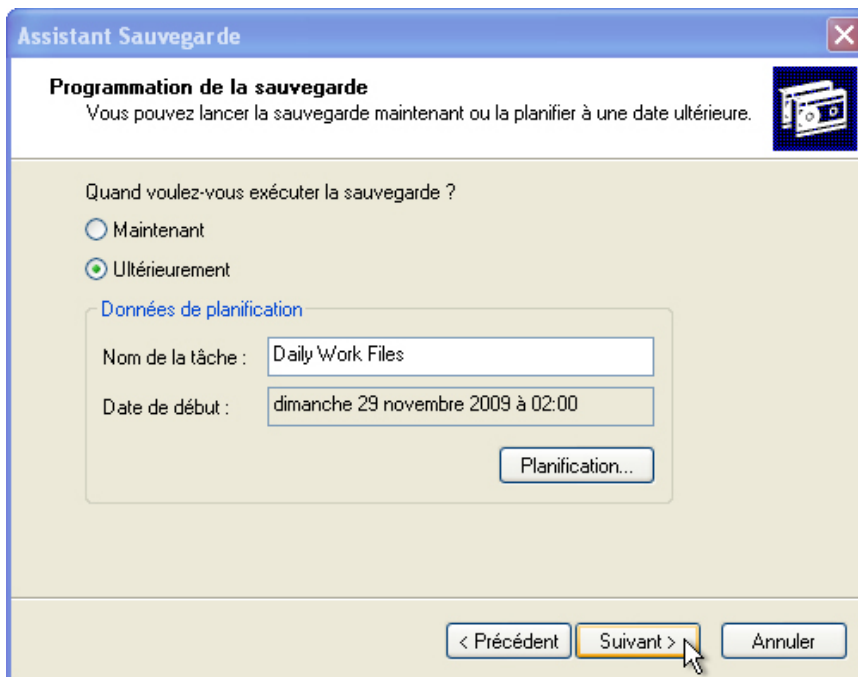 Assistant Sauvegarde
Programmation de la sauvegarde
Vous pouvez lancer la sauvegarde maintenant ou la planifier à une date ultérieure.
Quand voulez-vous exécuter la sauvegarde ?
Maintenant
Ultérieurement
Données de planification
Nom de la tâche : Daily Work Files
Date de début : dimanche 29 novembre 2009 à 02:00
Planification...
< Précédent Suivant > Annuler